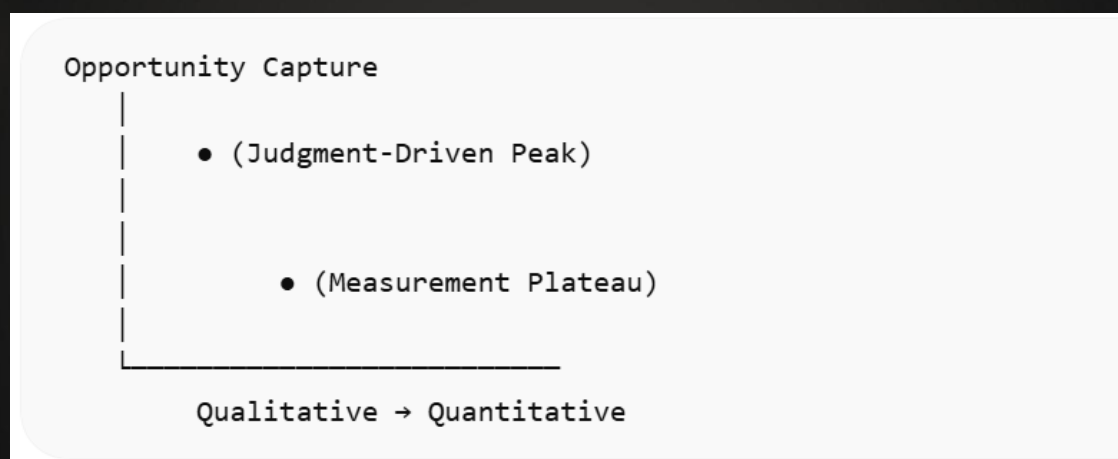 Opportunity Capture
● (Judgment-Driven Peak)
● (Measurement Plateau)
Qualitative → Quantitative